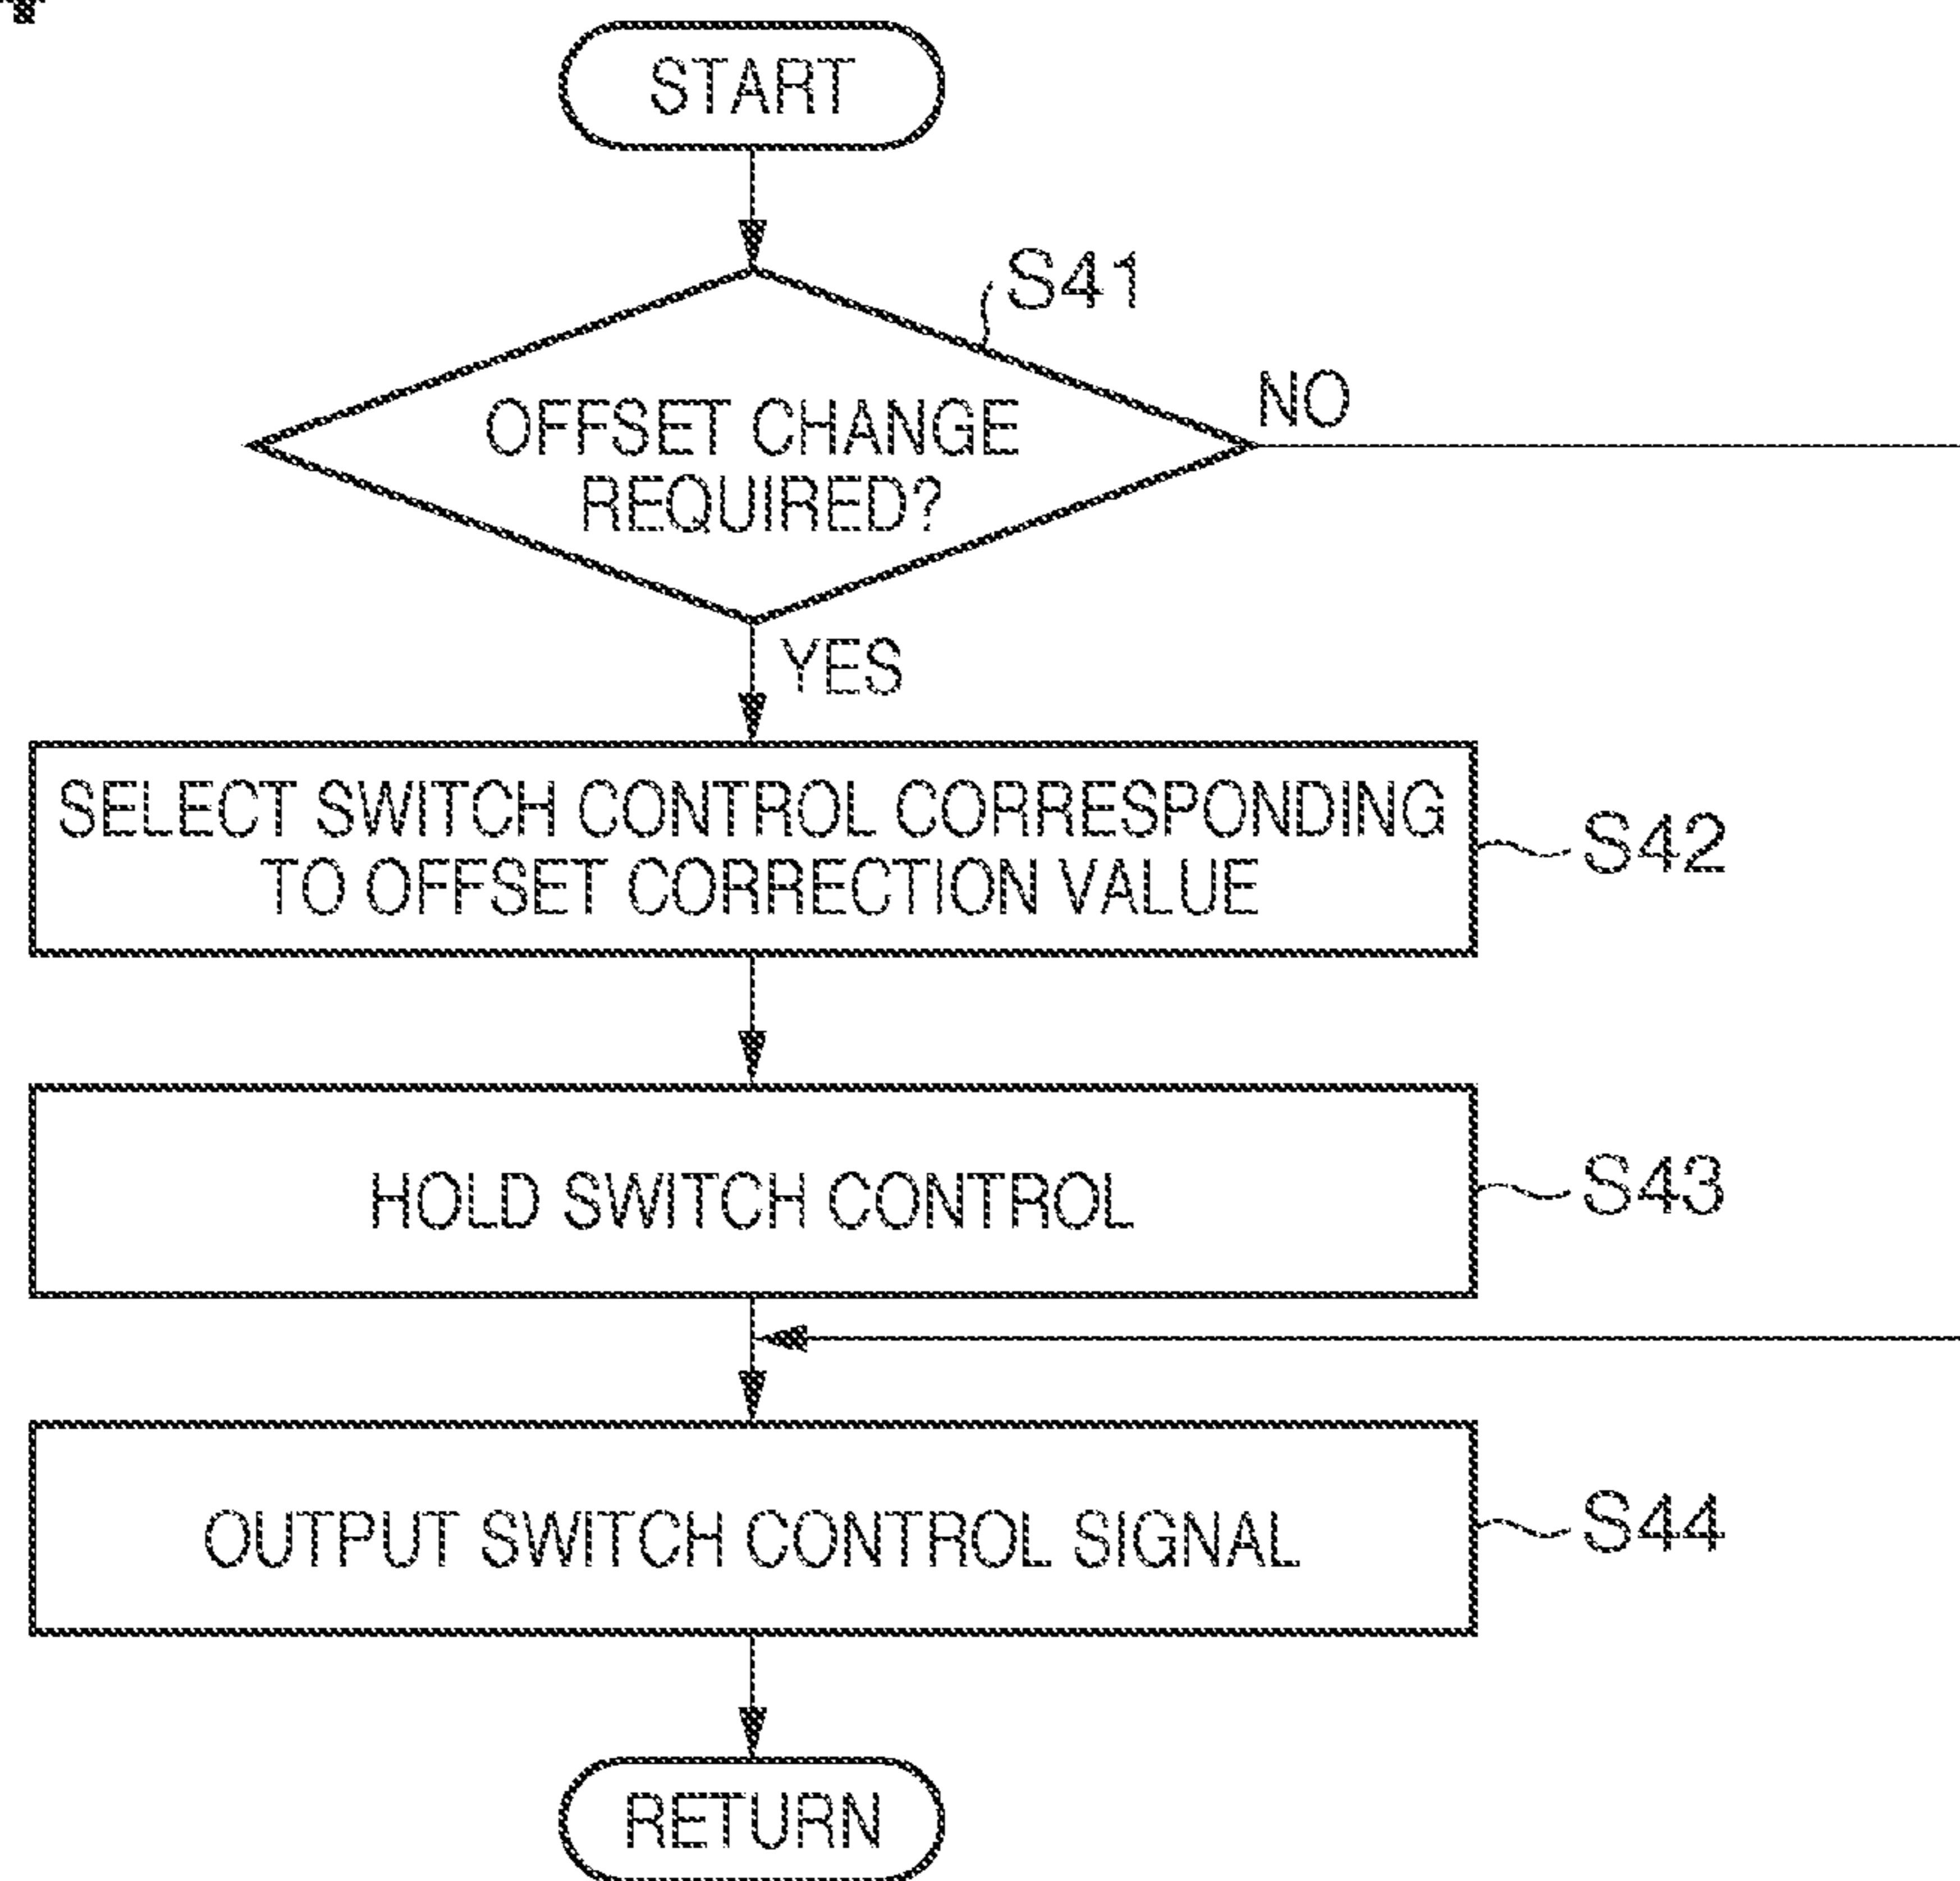 START
S41
OFFSET CHANGE
REQUIRED?
NO
YES
SELECT SWITCH CONTROL CORRESPONDING
TO OFFSET CORRECTION VALUE
S42
HOLD SWITCH CONTROL
S43
OUTPUT SWITCH CONTROL SIGNAL
S44
RETURN